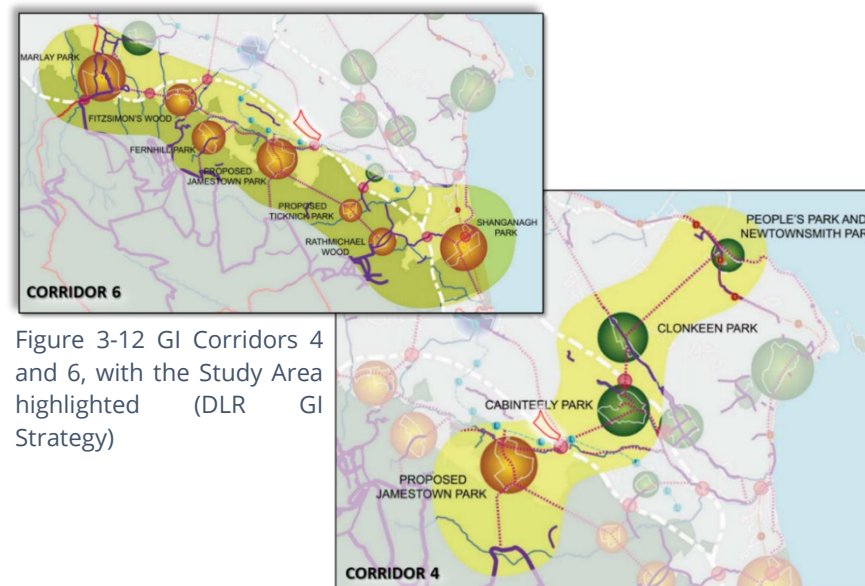 MARLAY PARK
FITZSIMON'S WOOD
FERNHILL PARK
PROPOSED
JAMESTOWN PARK
PROPOSED
TICKNICK PARK
RATHMICHAEL
WOOD
SHANGANAGH
PARK
CORRIDOR 6
Figure 3-12 GI Corridors 4
and 6, with the Study Area
highlighted (DLR GI
Strategy)
PEOPLE'S PARK AND
NEWTOWNSMITH PAR
CLONKEEN PARK
CABINTEELY PARK
PROPOSED
JAMESTOWN PARK
CORRIDOR 4